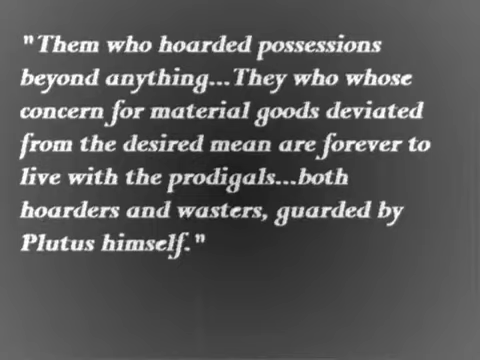 "Them who hoarded possessions
beyond anything...They who whose
concern for material goods deviated
from the desired mean are forever to
live with the prodigals...both
hoarders and wasters, guarded by
Plutus himself."